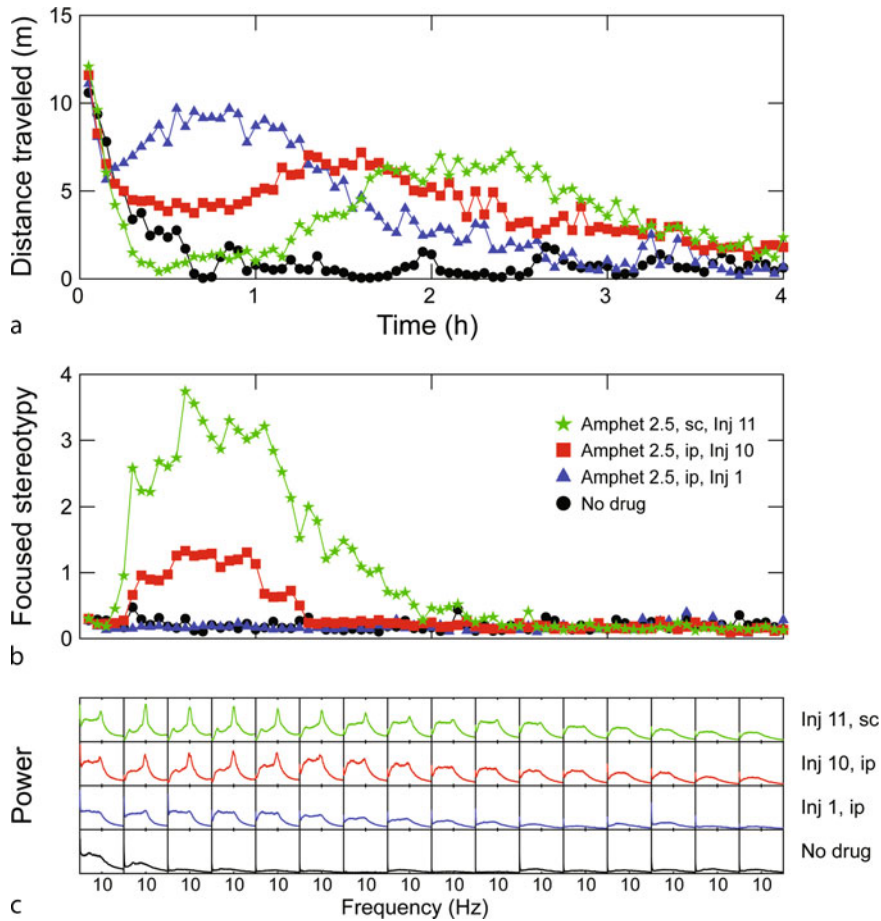 Distance traveled (m)
15
10
5
0
0 1 2 3 4
Time (h)
a
Focused stereotypy
4
3
2
1
0
Amphet 2.5, sc, Inj 11
Amphet 2.5, ip, Inj 10
Amphet 2.5, ip, Inj 1
No drug
b
Power
Inj 11, sc
Inj 10, ip
Inj 1, ip
No drug
10 10 10 10 10 10 10 10 10 10 10 10 10 10 10 10
Frequency (Hz)
c